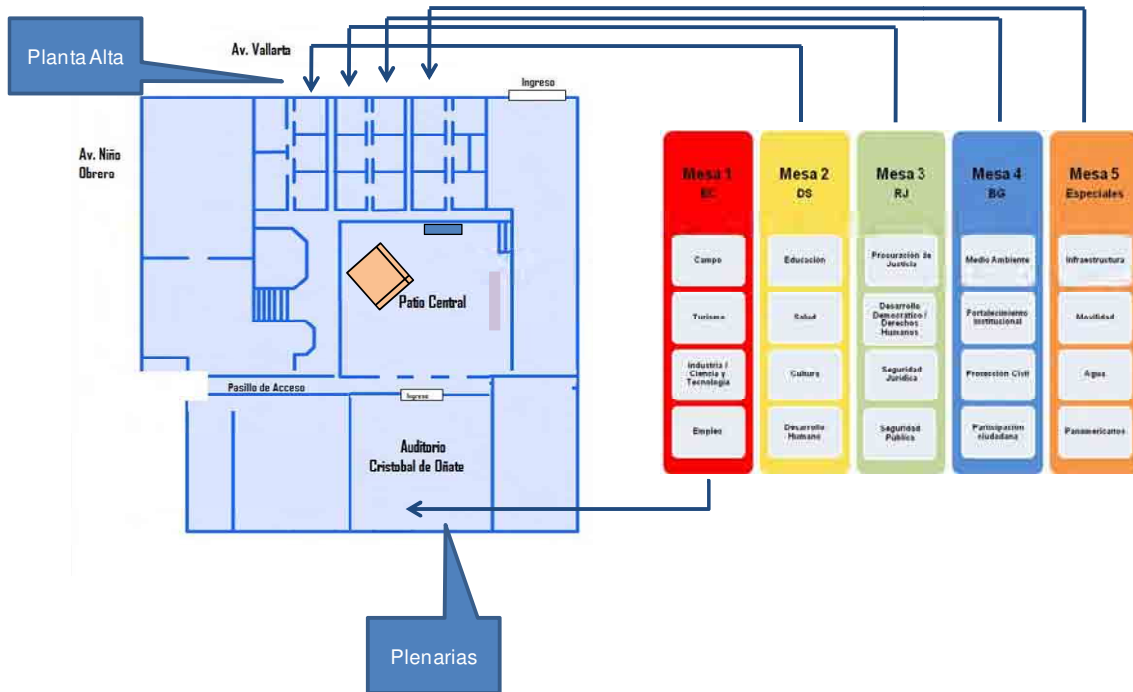 Planta Alta
Av. Vallarta
Ingreso
Av. Niño
Obrero
Patio Central
Pasillo de Acceso
Ingreso
Auditorio
Cristobal de Oñate
Plenarias
Mesa 1
EC
Campo
Turismo
Industria /
Ciencia y
Tecnología
Empleo
Mesa 2
DS
Educación
Salud
Cultura
Desarrollo
Humano
Mesa 3
RJ
Procuración de
Justicia
Desarrollo
Democratico /
Derechos
Humanos
Seguridad
Jurídica
Seguridad
Pública
Mesa 4
BG
Medio Ambiente
Fortalecimiento
Institucional
Protección Civil
Participación
ciudadana
Mesa 5
Especiales
Infraestructura
Movilidad
Agua
Panamericanos